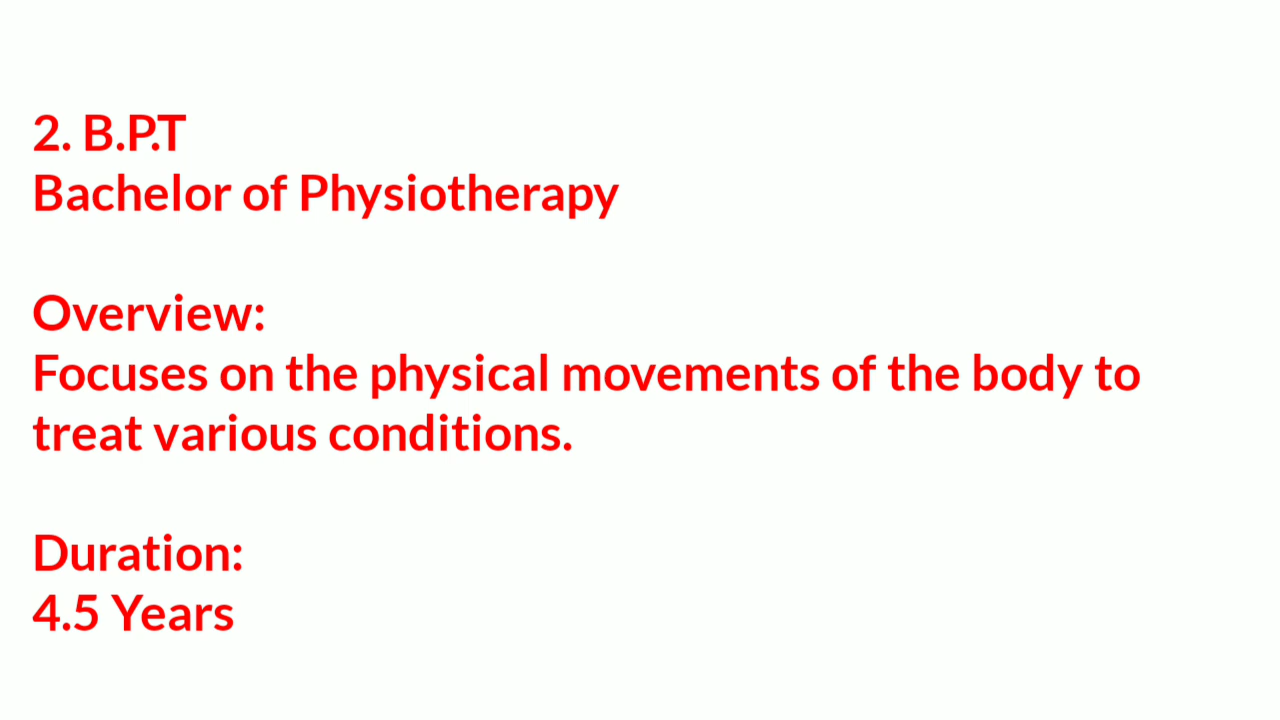 2. B.P.T
Bachelor of Physiotherapy
Overview:
Focuses on the physical movements of the body to
treat various conditions.
Duration:
4.5 Years